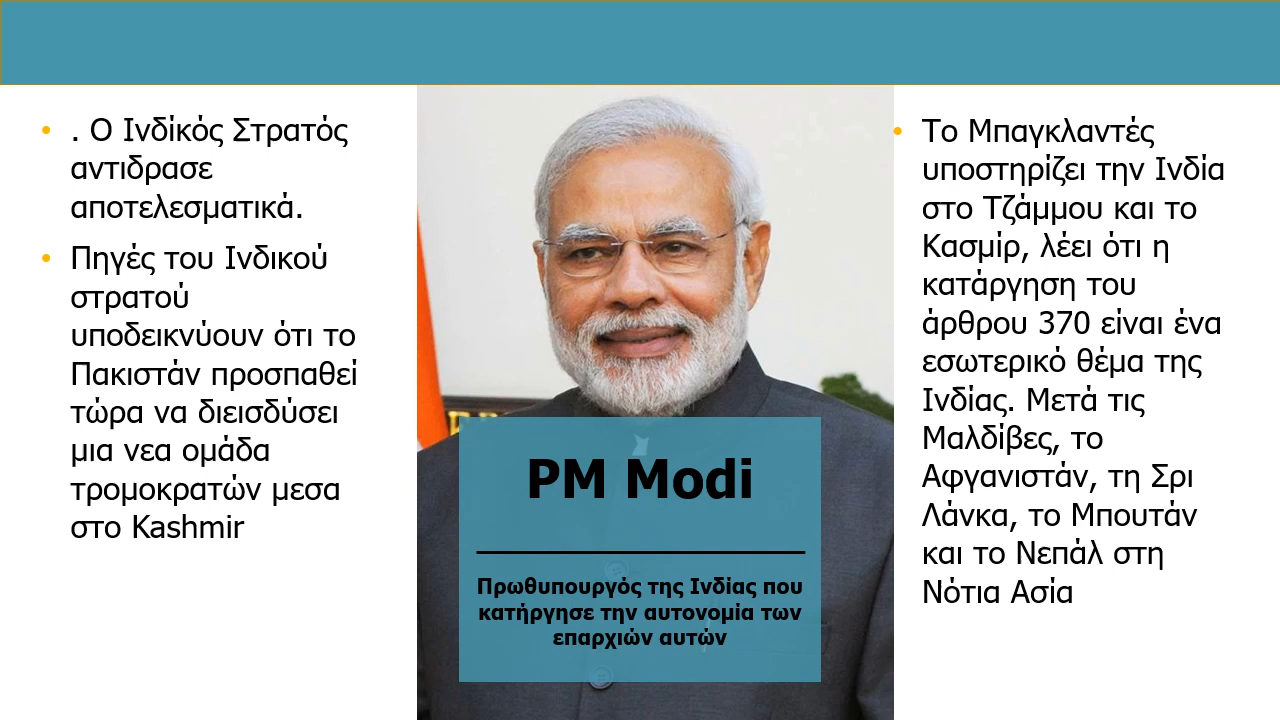 . Ο Ινδίκός Στρατός
αντιδρασε
αποτελεσματικά.
Πηγές του Ινδικού
στρατού
υποδεικνύουν ότι το
Πακιστάν προσπαθεί
τώρα να διεισδύσει
μια νεα ομάδα
τρομοκρατών μεσα
στο Kashmir
PM Modi
Πρωθυπουργός της Ινδίας που
κατήργησε την αυτονομία των
επαρχιών αυτών
Το Μπαγκλαντές
υποστηρίζει την Ινδία
στο Τζάμμου και το
Κασμίρ, λέει ότι η
κατάργηση του
άρθρου 370 είναι ένα
εσωτερικό θέμα της
Ινδίας. Μετά τις
Μαλδίβες, το
Αφγανιστάν, τη Σρι
Λάνκα, το Μπουτάν
και το Νεπάλ στη
Νότια Ασία